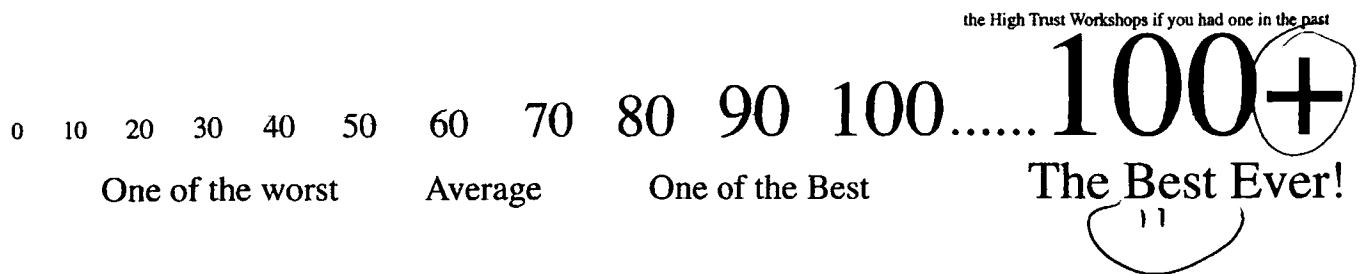 the High Trust Workshops if you had one in the past
0 10 20 30 40 50 60 70 80 90 100......100+
One of the worst Average One of the Best The Best Ever!